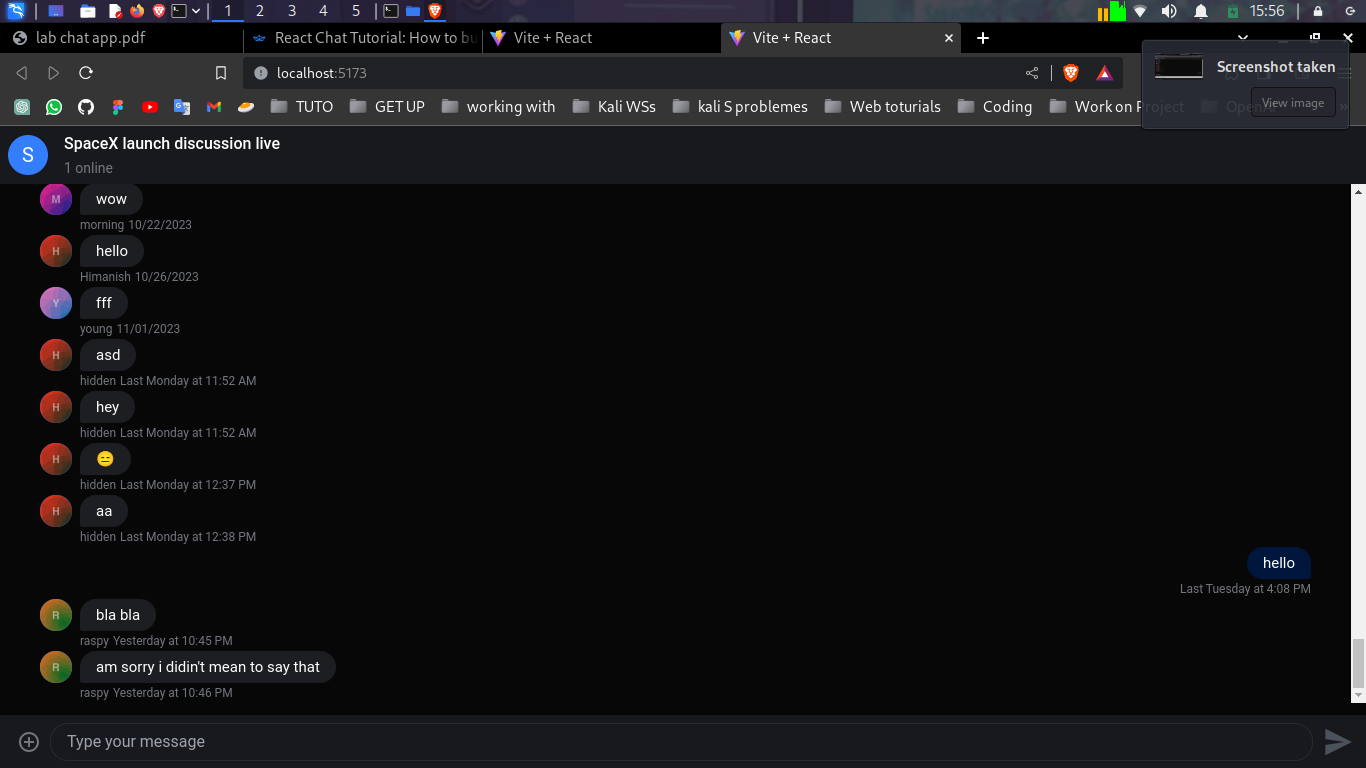 1 2 3 4 5 15:56
lab chat app.pdf React Chat Tutorial: How to bu Vite + React Vite + React
localhost:5173
Screenshot taken
View image
TUTO GET UP working with Kali WSs kali S problemes Web toturials Coding Work on Project
S
SpaceX launch discussion live
1 online
M wow
morning 10/22/2023
H hello
Himanish 10/26/2023
Y fff
young 11/01/2023
H asd
hidden Last Monday at 11:52 AM
H hey
hidden Last Monday at 11:52 AM
H 😑
hidden Last Monday at 12:37 PM
H aa
hidden Last Monday at 12:38 PM
hello
Last Tuesday at 4:08 PM
R bla bla
raspy Yesterday at 10:45 PM
R am sorry i didin't mean to say that
raspy Yesterday at 10:46 PM
Type your message